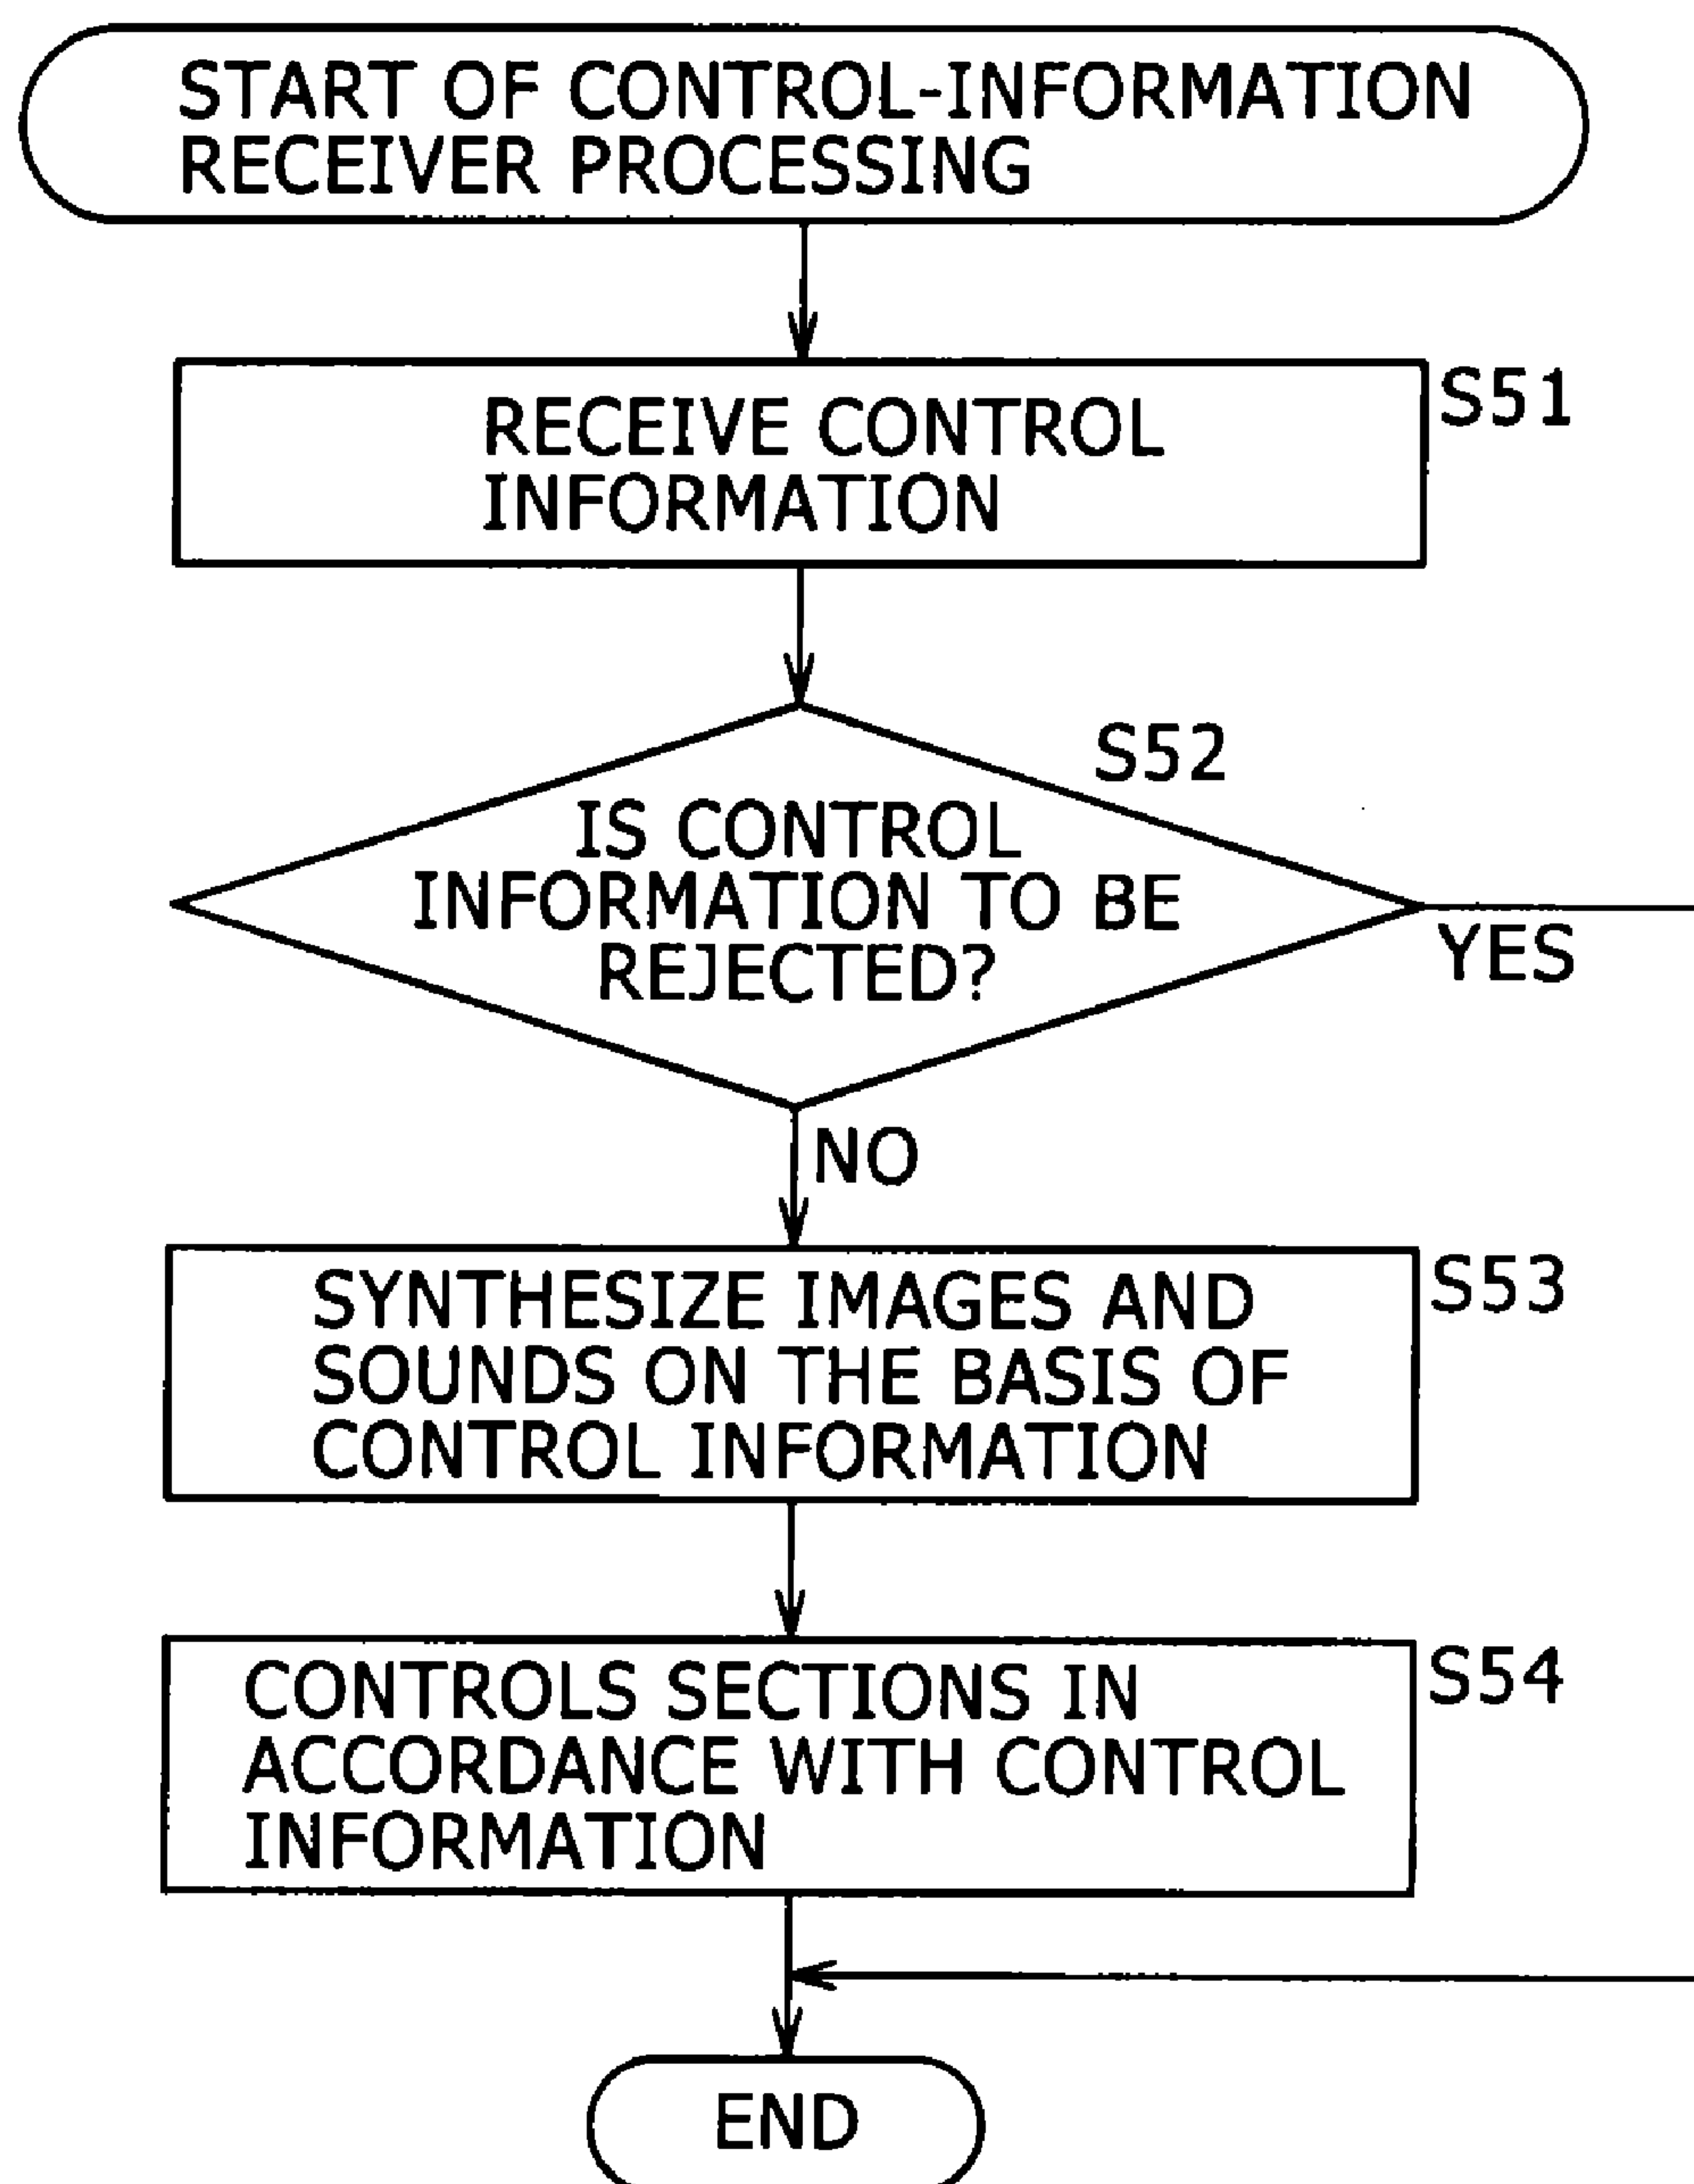 START OF CONTROL-INFORMATION
RECEIVER PROCESSING
RECEIVE CONTROL
INFORMATION
S51
S52
IS CONTROL
INFORMATION TO BE
REJECTED?
YES
NO
SYNTHESIZE IMAGES AND
SOUNDS ON THE BASIS OF
CONTROL INFORMATION
S53
CONTROLS SECTIONS IN
ACCORDANCE WITH CONTROL
INFORMATION
S54
END